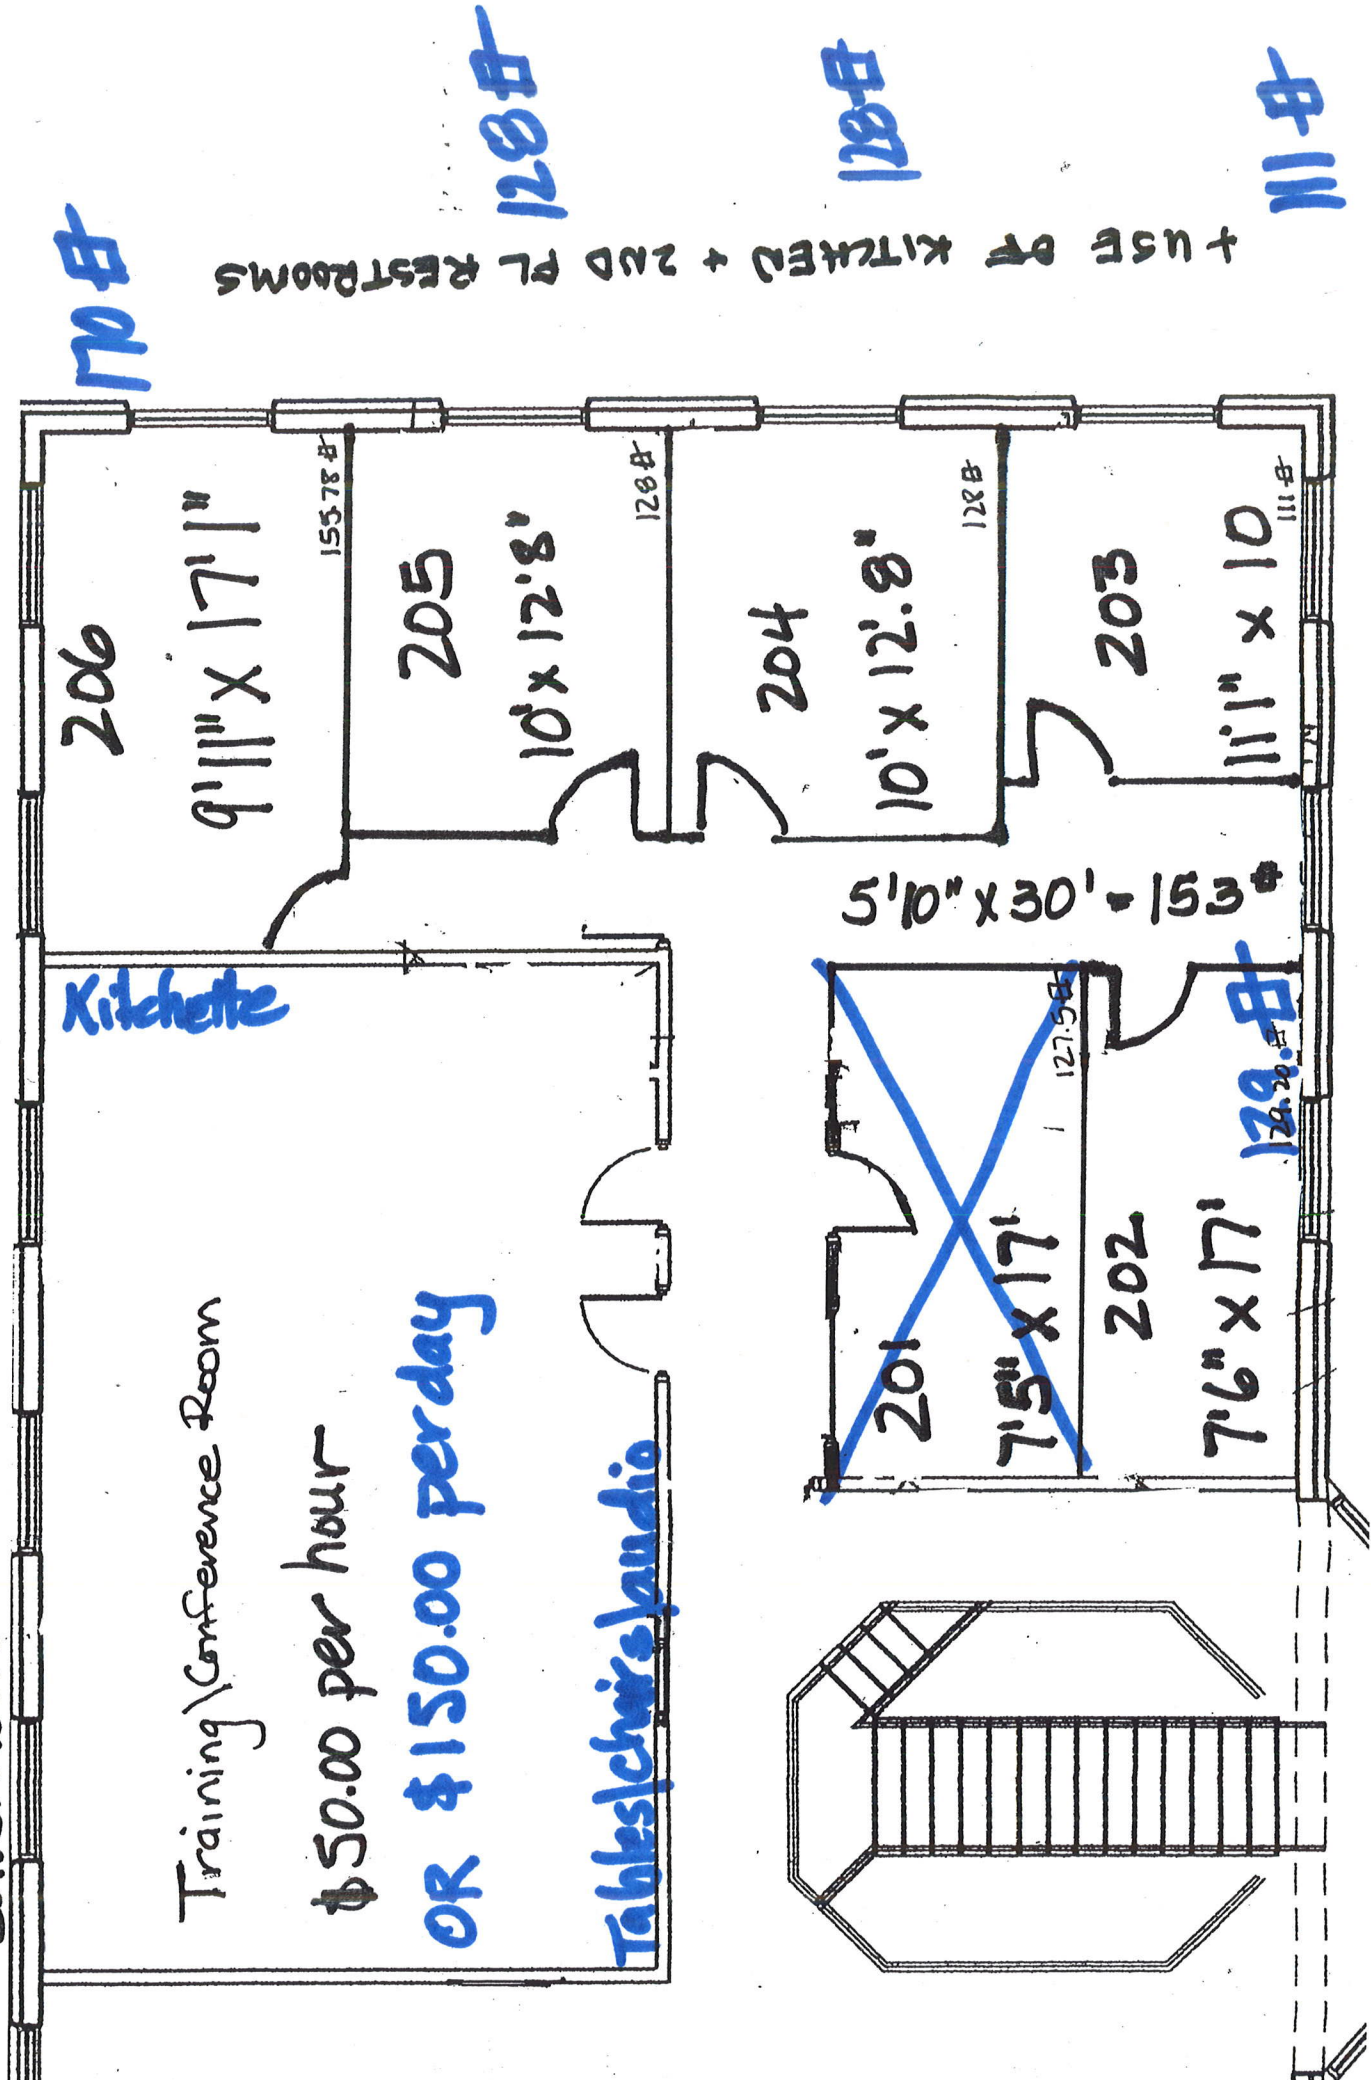 Training\Conference Room
$50.00 per hour
OR $150.00 per day
Tables/chairs/audio
Kitchette
206
9'11" X 17'1"
155.78#
170#
205
10' x 12'8"
128#
128#
204
10' x 12'.8"
128#
128#
203
11'1" x 10
111#
111#
+ USE OF KITCHEN + 2ND FL RESTROOMS
5'10" x 30' = 153#
201
7'5" x 17'
127.5#
202
7'6" x 17'
129.20#
129.#